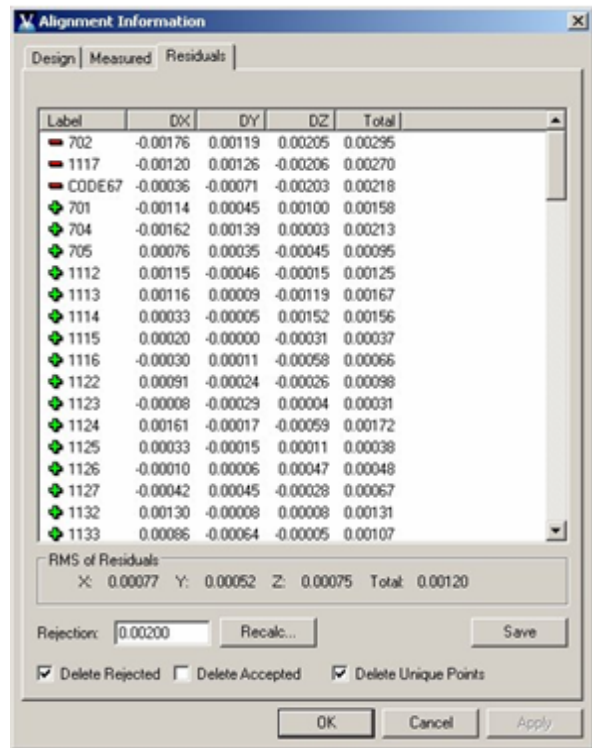 Alignment Information
Design Measured Residuals
Label DX DY DZ Total
702 -0.00176 0.00119 0.00205 0.00295
1117 -0.00120 0.00126 -0.00206 0.00270
CODE67 -0.00036 -0.00071 -0.00203 0.00218
701 -0.00114 0.00045 0.00100 0.00158
704 -0.00162 0.00139 0.00003 0.00213
705 0.00076 0.00035 -0.00045 0.00095
1112 0.00115 -0.00046 -0.00015 0.00125
1113 0.00116 0.00009 -0.00119 0.00167
1114 0.00033 -0.00005 0.00152 0.00156
1115 0.00020 -0.00000 -0.00031 0.00037
1116 -0.00030 0.00011 -0.00058 0.00066
1122 0.00091 -0.00024 -0.00026 0.00098
1123 -0.00008 -0.00029 0.00004 0.00031
1124 0.00161 -0.00017 -0.00059 0.00172
1125 0.00033 -0.00015 0.00011 0.00038
1126 -0.00010 0.00006 0.00047 0.00048
1127 -0.00042 0.00045 -0.00028 0.00067
1132 0.00130 -0.00008 0.00008 0.00131
1133 0.00086 -0.00064 -0.00005 0.00107
RMS of Residuals
X: 0.00077 Y: 0.00052 Z: 0.00075 Total: 0.00120
Rejection: 0.00200 Recalc... Save
Delete Rejected Delete Accepted Delete Unique Points
OK Cancel Apply